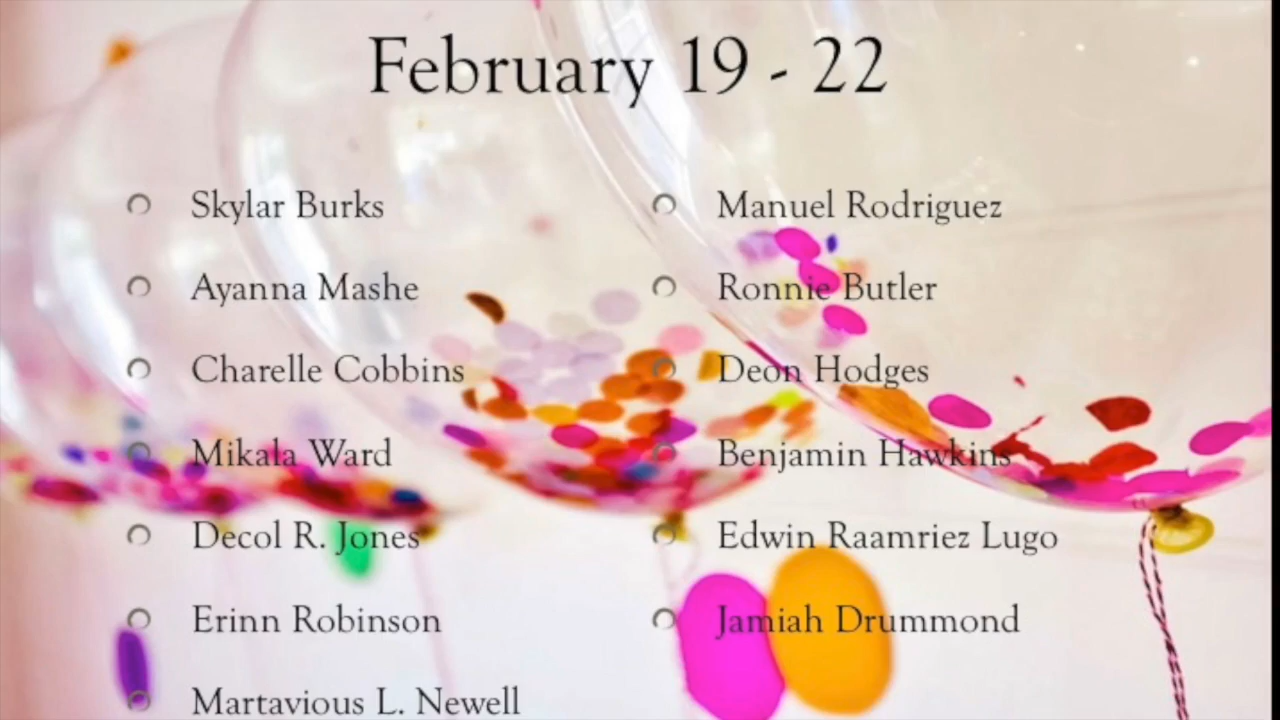 February 19 - 22
Skylar Burks
Ayanna Mashe
Charelle Cobbins
Mikala Ward
Decol R. Jones
Erinn Robinson
Martavious L. Newell
Manuel Rodriguez
Ronnie Butler
Deon Hodges
Benjamin Hawkins
Edwin Raamriez Lugo
Jamiah Drummond